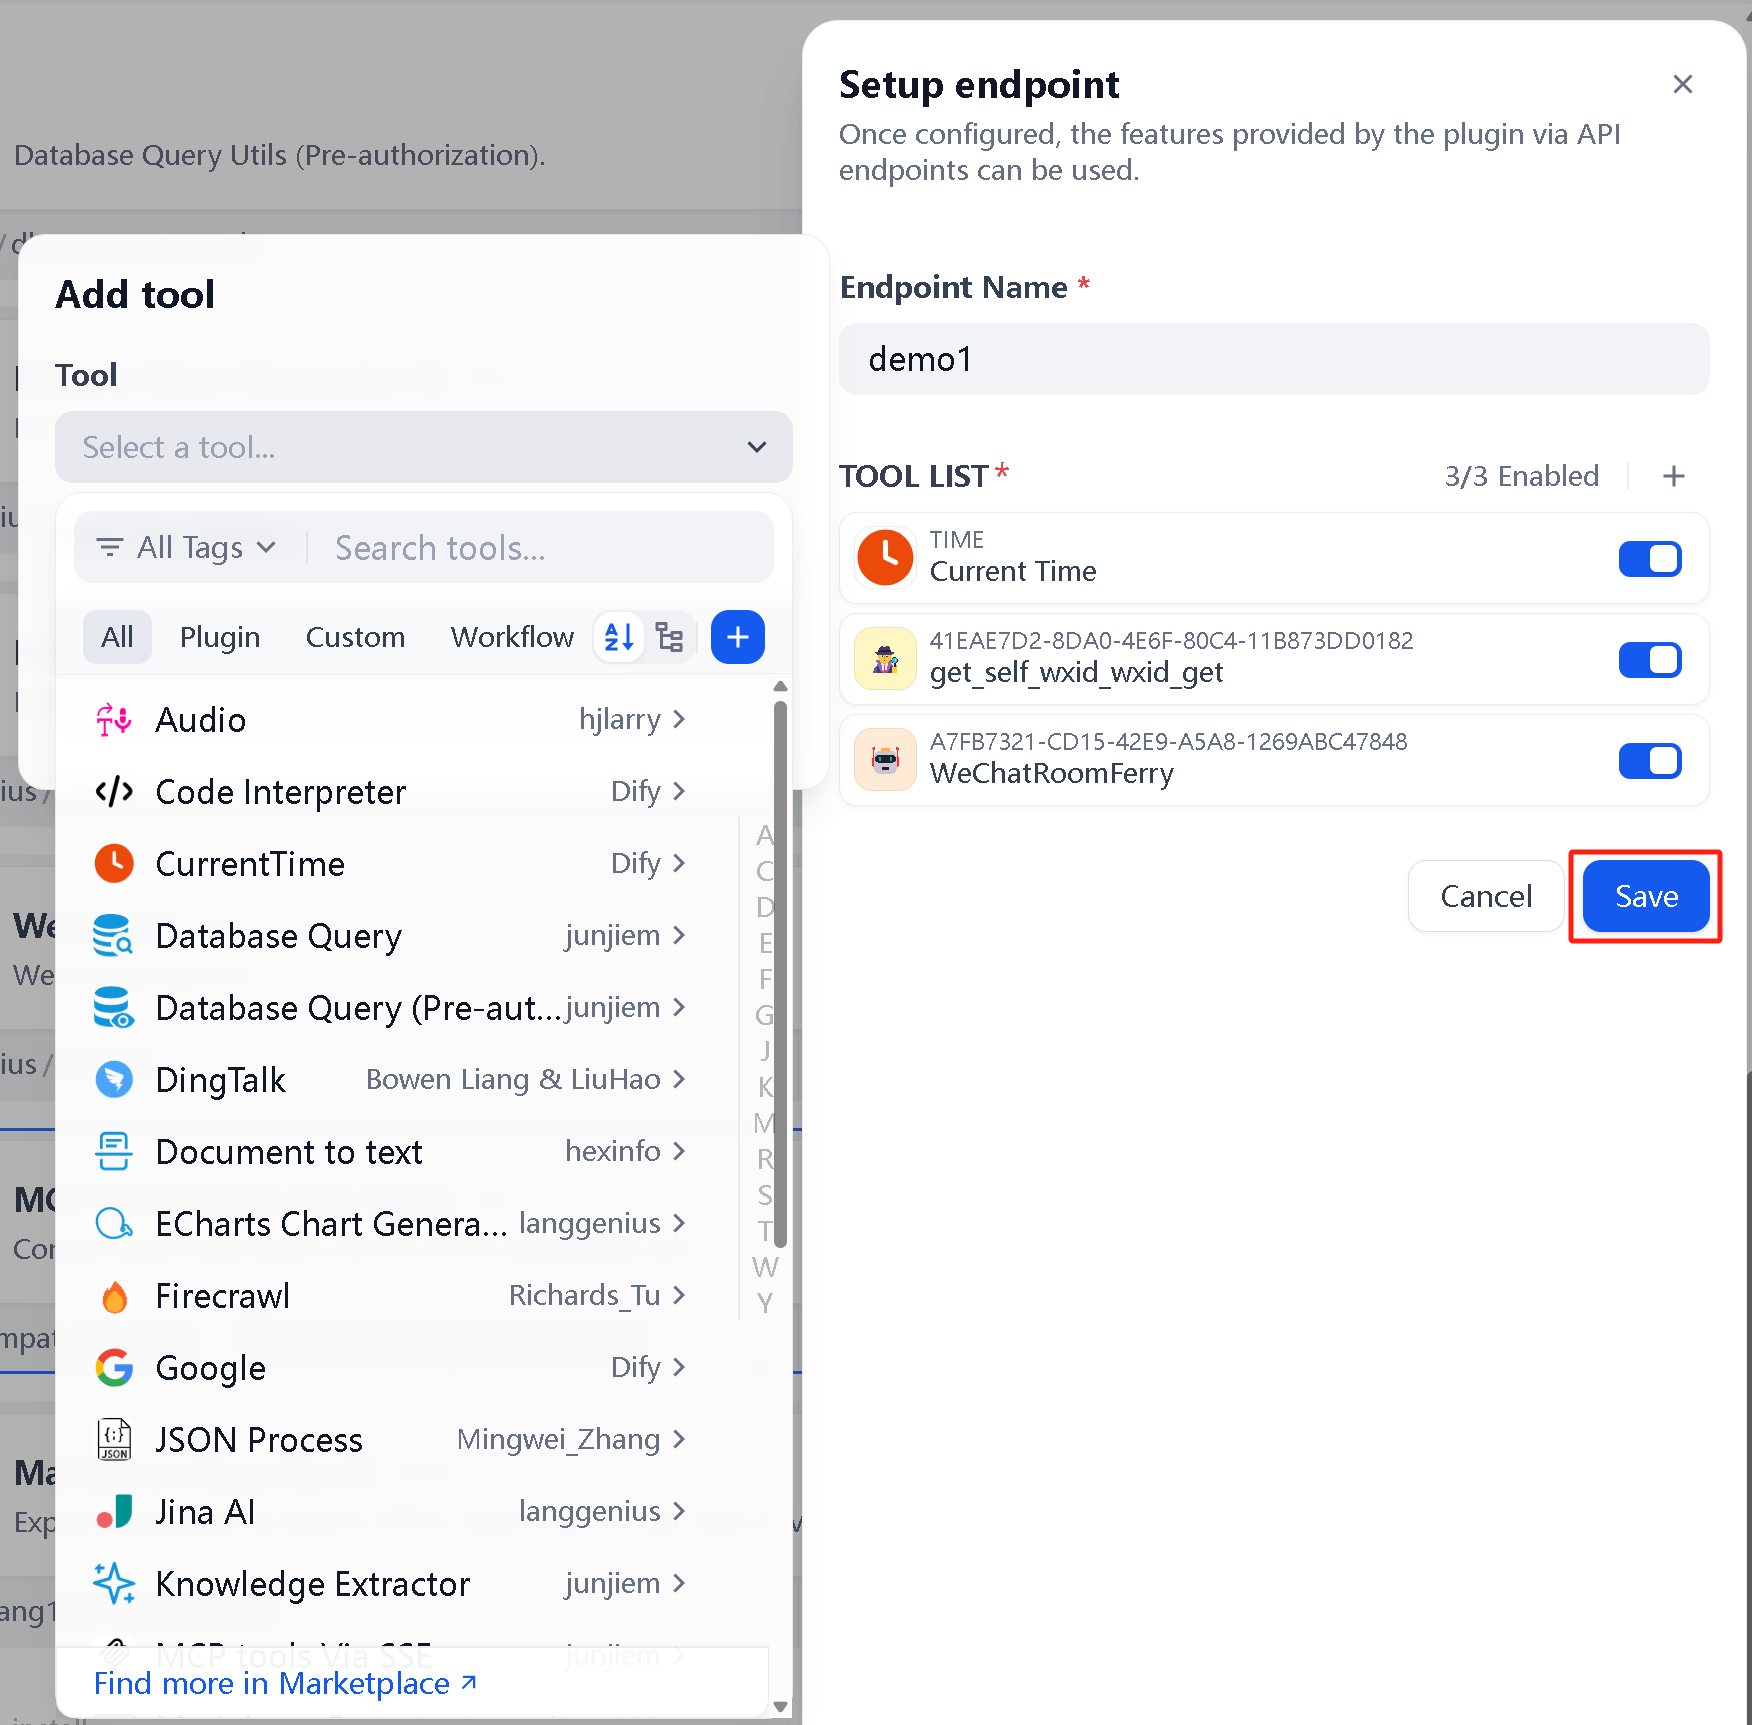 Database Query Utils (Pre-authorization).
Add tool
Tool
Select a tool...
All Tags
Search tools...
All Plugin Custom Workflow
Audio hjlarry
Code Interpreter Dify
CurrentTime Dify
Database Query junjiem
Database Query (Pre-aut... junjiem
DingTalk Bowen Liang & LiuHao
Document to text hexinfo
ECharts Chart Genera... langgenius
Firecrawl Richards_Tu
Google Dify
JSON Process Mingwei_Zhang
Jina AI langgenius
Knowledge Extractor junjiem
MCP tools Via SSE junjiem
Find more in Marketplace
A
C
D
E
F
G
J
K
M
R
S
T
W
Y
Setup endpoint
Once configured, the features provided by the plugin via API
endpoints can be used.
Endpoint Name *
demo1
TOOL LIST * 3/3 Enabled
TIME
Current Time
41EAE7D2-8DA0-4E6F-80C4-11B873DD0182
get_self_wxid_wxid_get
A7FB7321-CD15-42E9-A5A8-1269ABC47848
WeChatRoomFerry
Cancel Save